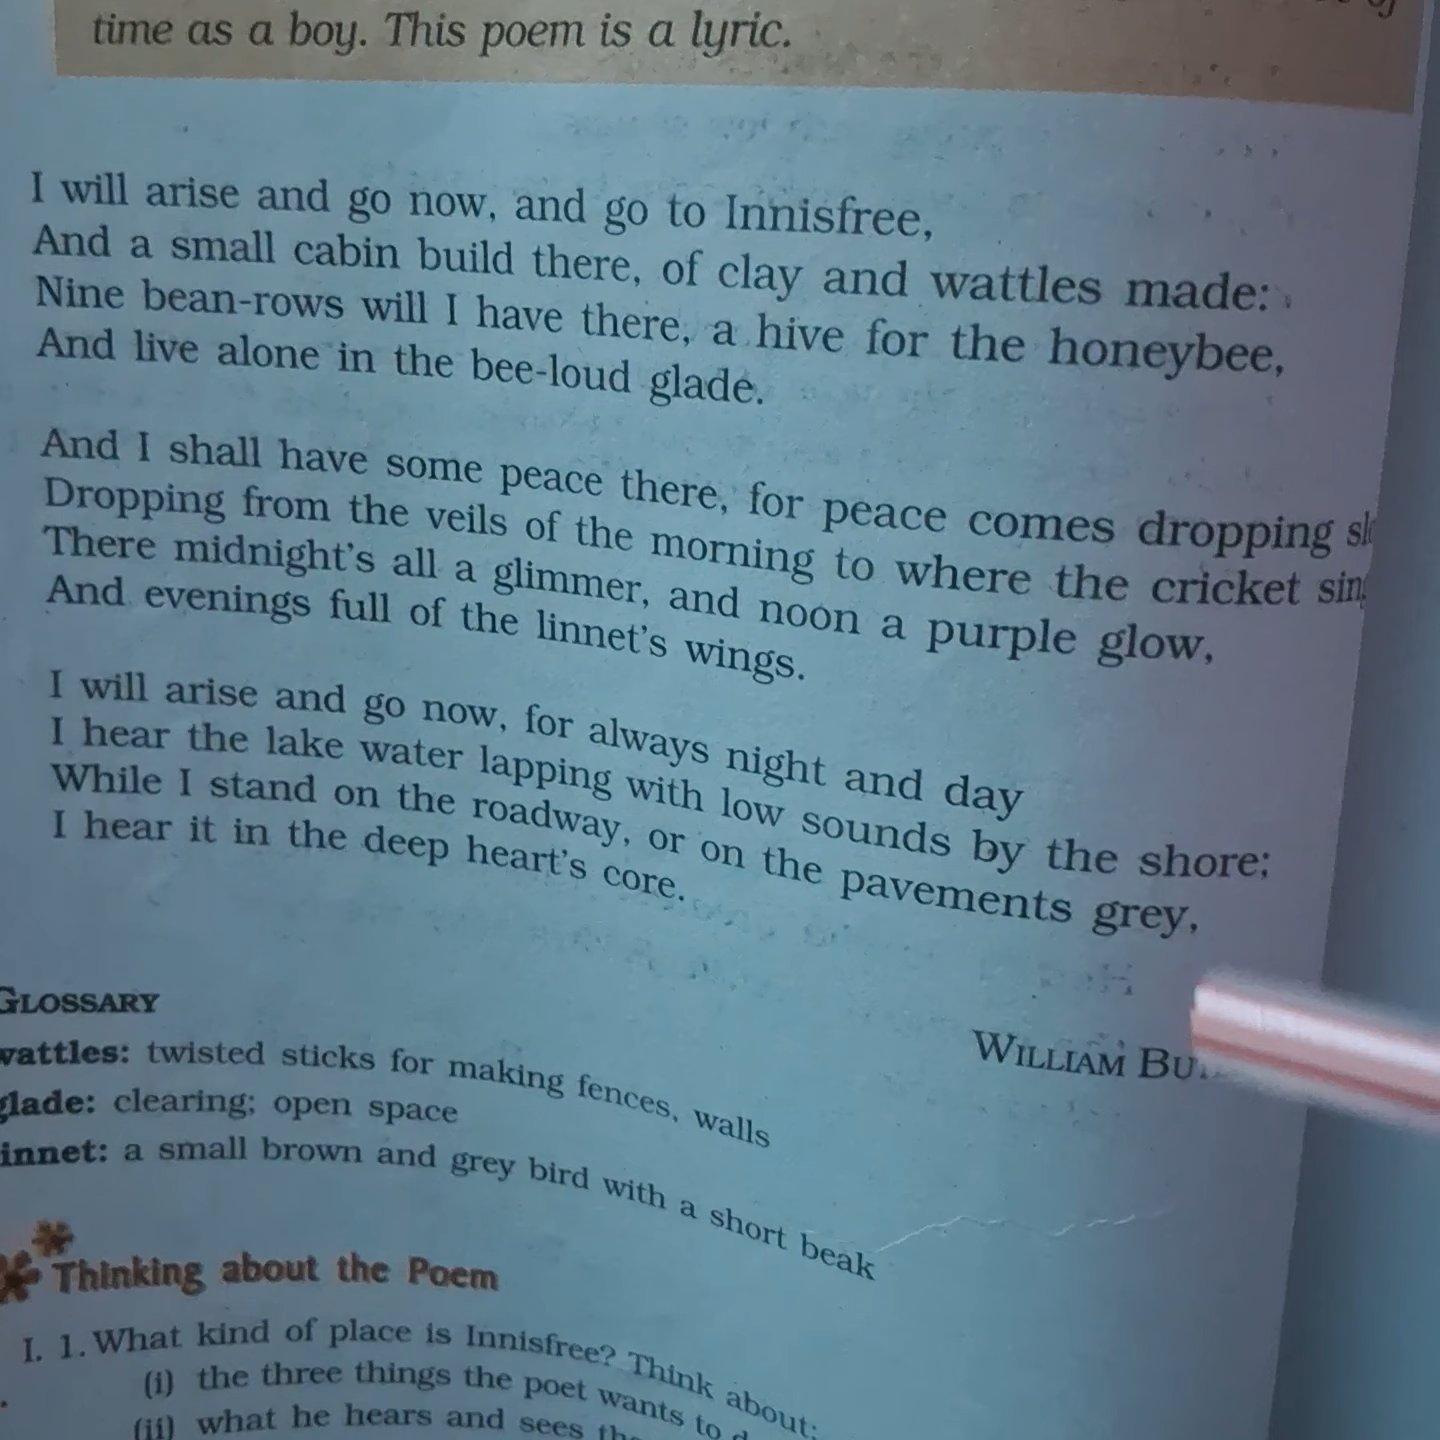 time as a boy. This poem is a lyric.
I will arise and go now, and go to Innisfree,
And a small cabin build there, of clay and wattles made:
Nine bean-rows will I have there, a hive for the honeybee,
And live alone in the bee-loud glade.
And I shall have some peace there, for peace comes dropping
Dropping from the veils of the morning to where the cricket
There midnight's all a glimmer, and noon a purple glow,
And evenings full of the linnet's wings.
I will arise and go now, for always night and day
I hear the lake water lapping with low sounds by the shore;
While I stand on the roadway, or on the pavements grey,
I hear it in the deep heart's core.
WILLIAM
GLOSSARY
wattles: twisted sticks for making fences, walls
glade: clearing; open space
innet: a small brown and grey bird with a short beak
Thinking about the Poem
I. 1. What kind of place is Innisfree? Think about:
(i) the three things the poet wants to
(ii) what he hears and sees